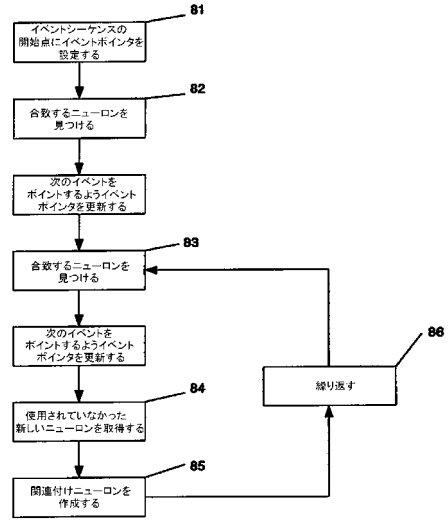 81
イベントシーケンスの
開始点にイベントポインタを
設定する
82
合致するニューロンを
見つける
次のイベントを
ポイントするようイベント
ポインタを更新する
83
合致するニューロンを
見つける
次のイベントを
ポイントするようイベント
ポインタを更新する
84
使用されていなかった
新しいニューロンを取得する
85
関連付けニューロンを
作成する
86
繰り返す